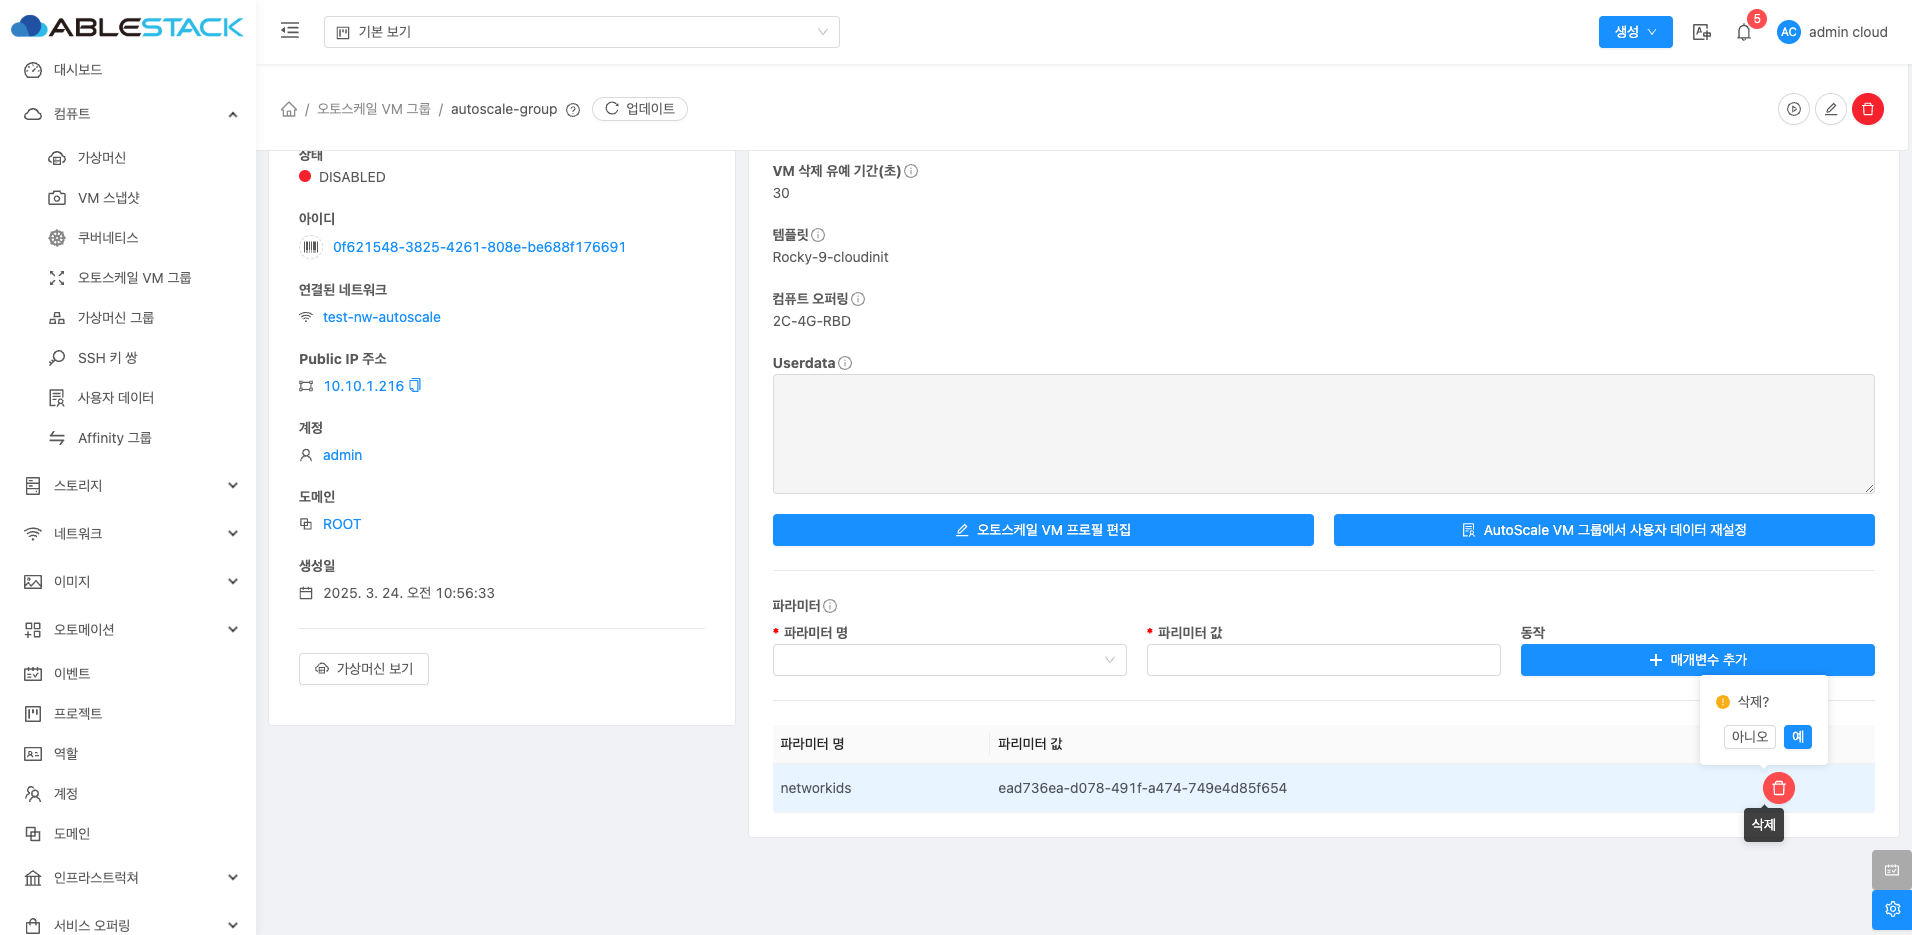 ABLESTACK
기본 보기
생성
5
AC
admin cloud
대시보드
컴퓨트
가상머신
VM 스냅샷
쿠버네티스
오토스케일 VM 그룹
가상머신 그룹
SSH 키 쌍
사용자 데이터
Affinity 그룹
스토리지
네트워크
이미지
오토메이션
이벤트
프로젝트
역할
계정
도메인
인프라스트럭쳐
서비스 오퍼링
/ 오토스케일 VM 그룹 / autoscale-group
업데이트
상태
DISABLED
아이디
0f621548-3825-4261-808e-be688f176691
연결된 네트워크
test-nw-autoscale
Public IP 주소
10.10.1.216
계정
admin
도메인
ROOT
생성일
2025. 3. 24. 오전 10:56:33
가상머신 보기
VM 삭제 유예 기간(초)
30
템플릿
Rocky-9-cloudinit
컴퓨트 오퍼링
2C-4G-RBD
Userdata
오토스케일 VM 프로필 편집
AutoScale VM 그룹에서 사용자 데이터 재설정
파라미터
* 파라미터 명
* 파리미터 값
동작
매개변수 추가
삭제?
아니오
예
파라미터 명
파리미터 값
networkids
ead736ea-d078-491f-a474-749e4d85f654
삭제